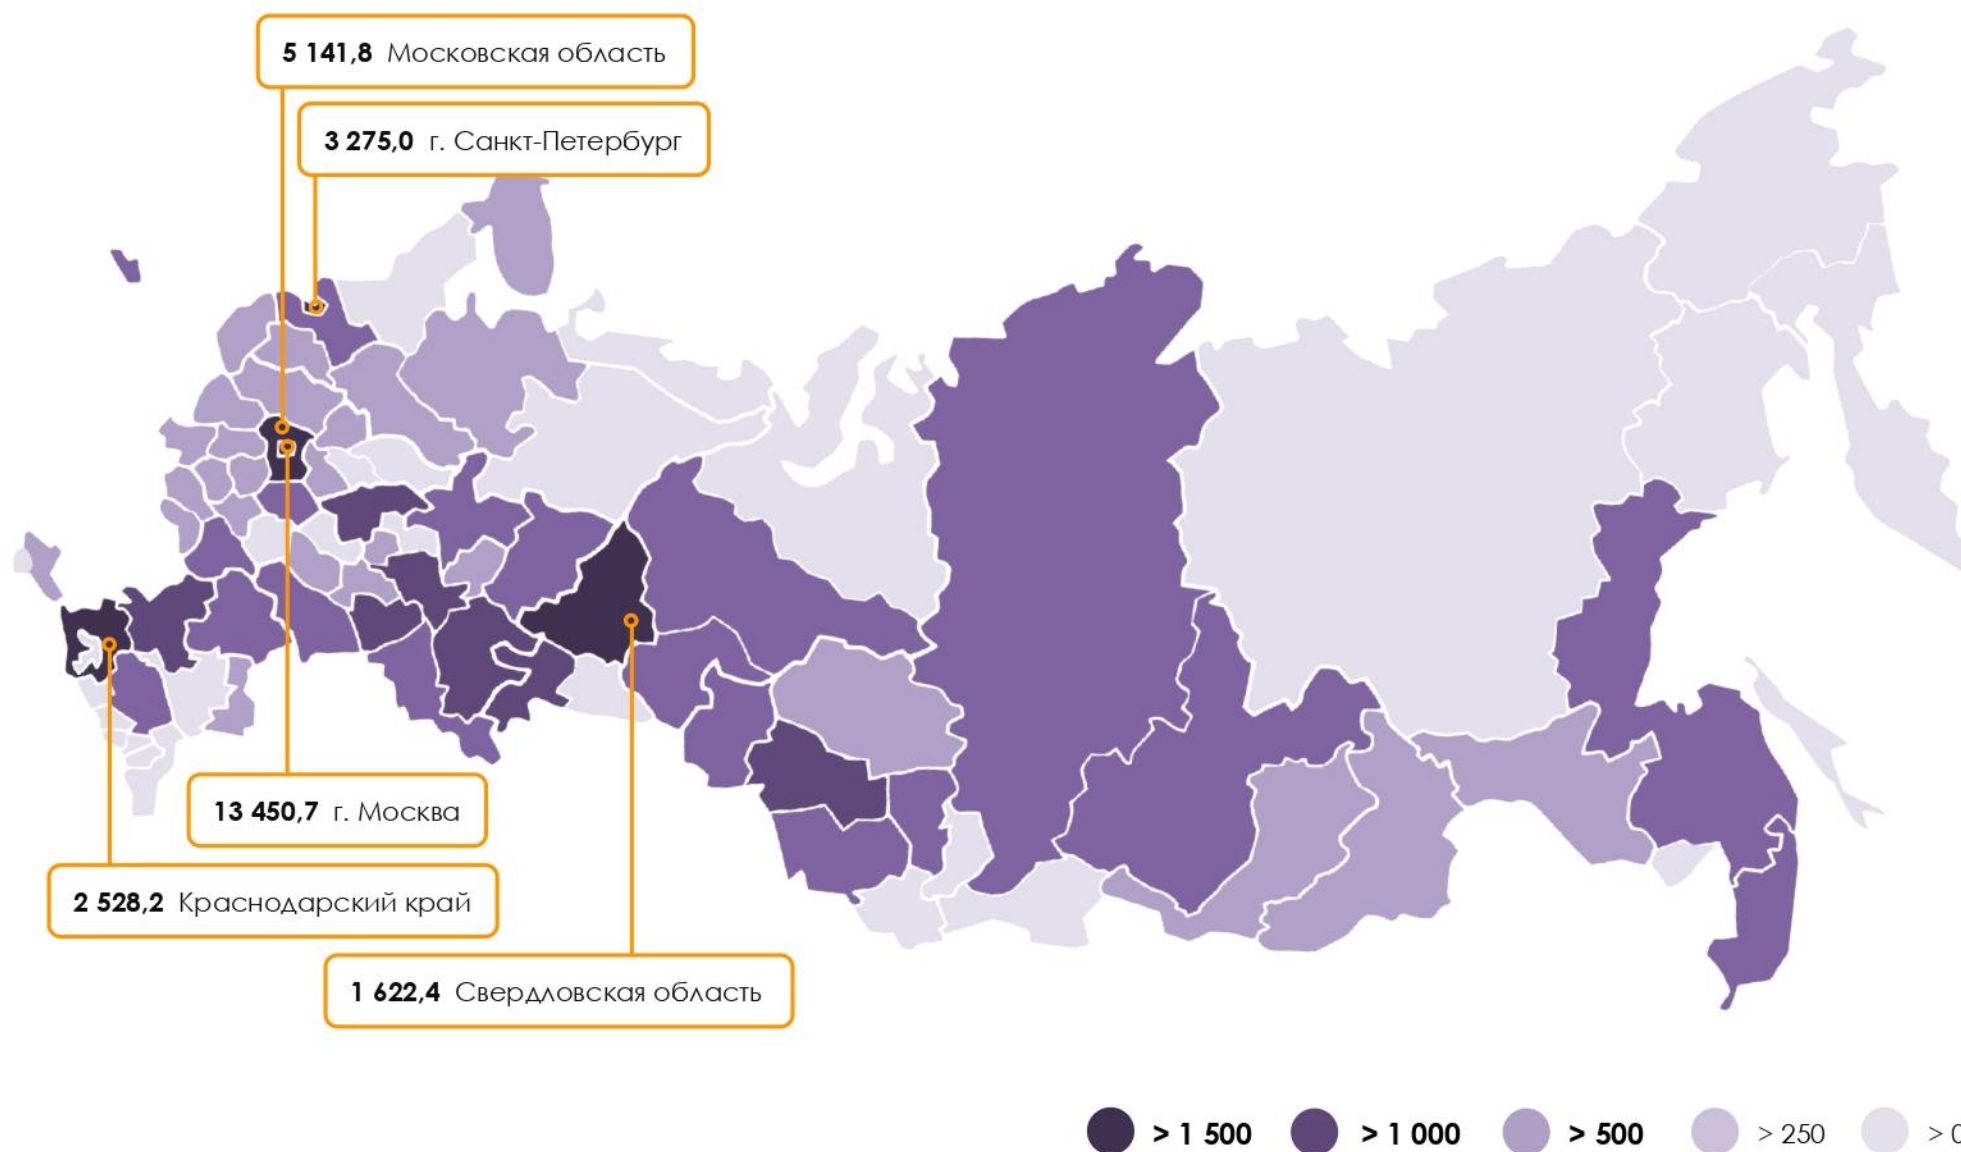 5 141,8 Московская область
3 275,0 г. Санкт-Петербург
13 450,7 г. Москва
2 528,2 Краснодарский край
1 622,4 Свердловская область
> 1 500 > 1 000 > 500 > 250 > 0